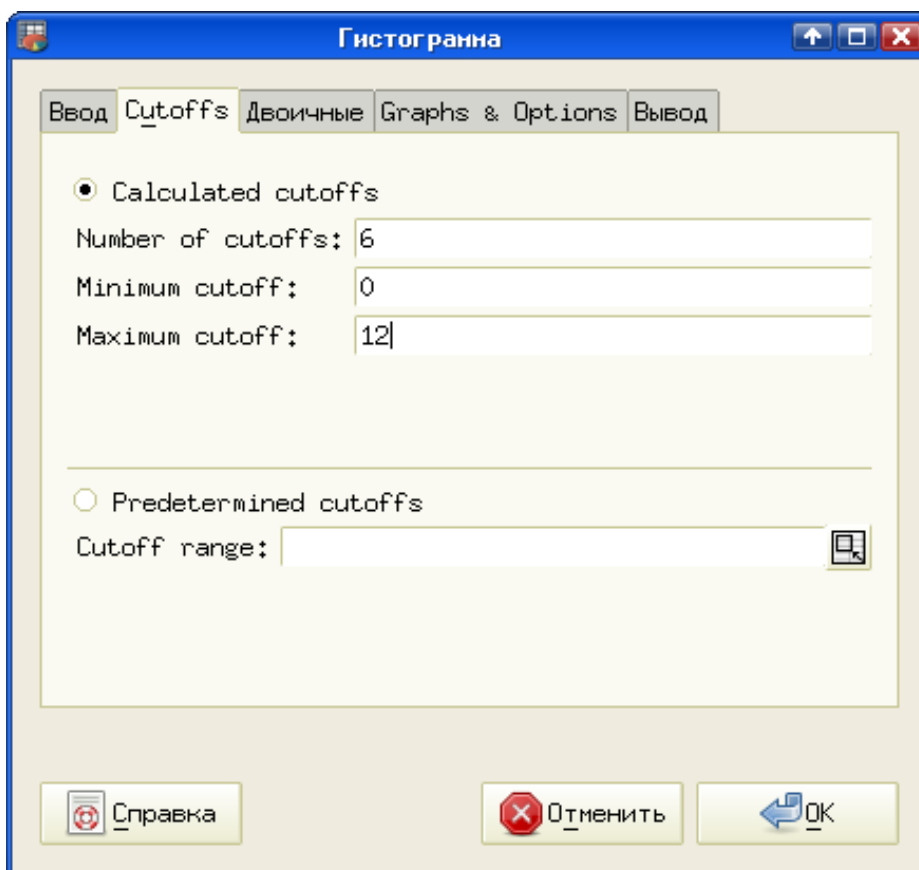 Гистограмма
Ввод Cutoffs Двоичные Graphs & Options Вывод
Calculated cutoffs
Number of cutoffs: 6
Minimum cutoff: 0
Maximum cutoff: 12
Predetermined cutoffs
Cutoff range:
Справка Отменить OK